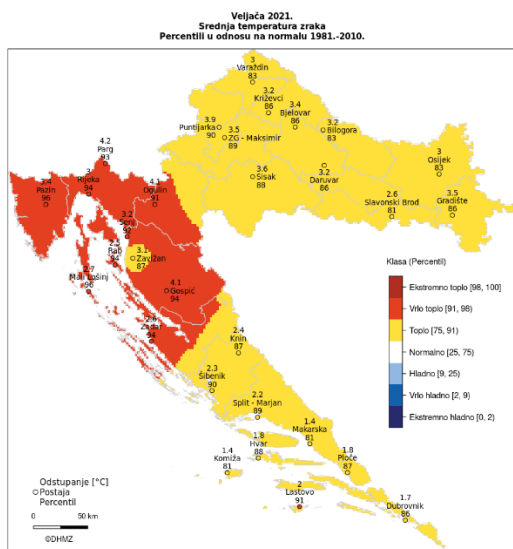 Veljača 2021.
Srednja temperatura zraka
Percentili u odnosu na normalu 1981.-2010.
3
Varaždin
83
3.2
Križevci
86
3.4
Bjelovar
86
3.2
Bilogora
83
3.9
Puntijarka
90
3.5
ZG - Maksimir
89
4.2
Parg
93
3
Osijek
83
3.4
Pazin
96
Rijeka
94
4.1
Ogulin
91
3.6
Sisak
88
3.2
Daruvar
86
2.6
Slavonski Brod
81
3.5
Gradište
86
3.2
Senj
92
Rab
94
3.1
Zavižan
87
2.7
Mali Lošinj
96
4.1
Gospić
94
Klasa (Percentil)
Ekstremno toplo [98, 100]
Vrlo toplo [91, 98)
Toplo [75, 91)
Normalno [25, 75)
Hladno [9, 25)
Vrlo hladno [2, 9)
Ekstremno hladno [0, 2)
Zadar
94
2.4
Knin
87
2.3
Šibenik
90
2.2
Split - Marjan
89
1.4
Makarska
81
1.8
Hvar
88
1.4
Komiža
81
1.8
Ploče
87
2
Lastovo
91
1.7
Dubrovnik
86
Odstupanje [°C]
Postaja
Percentil
0
50 km
©DHMZ